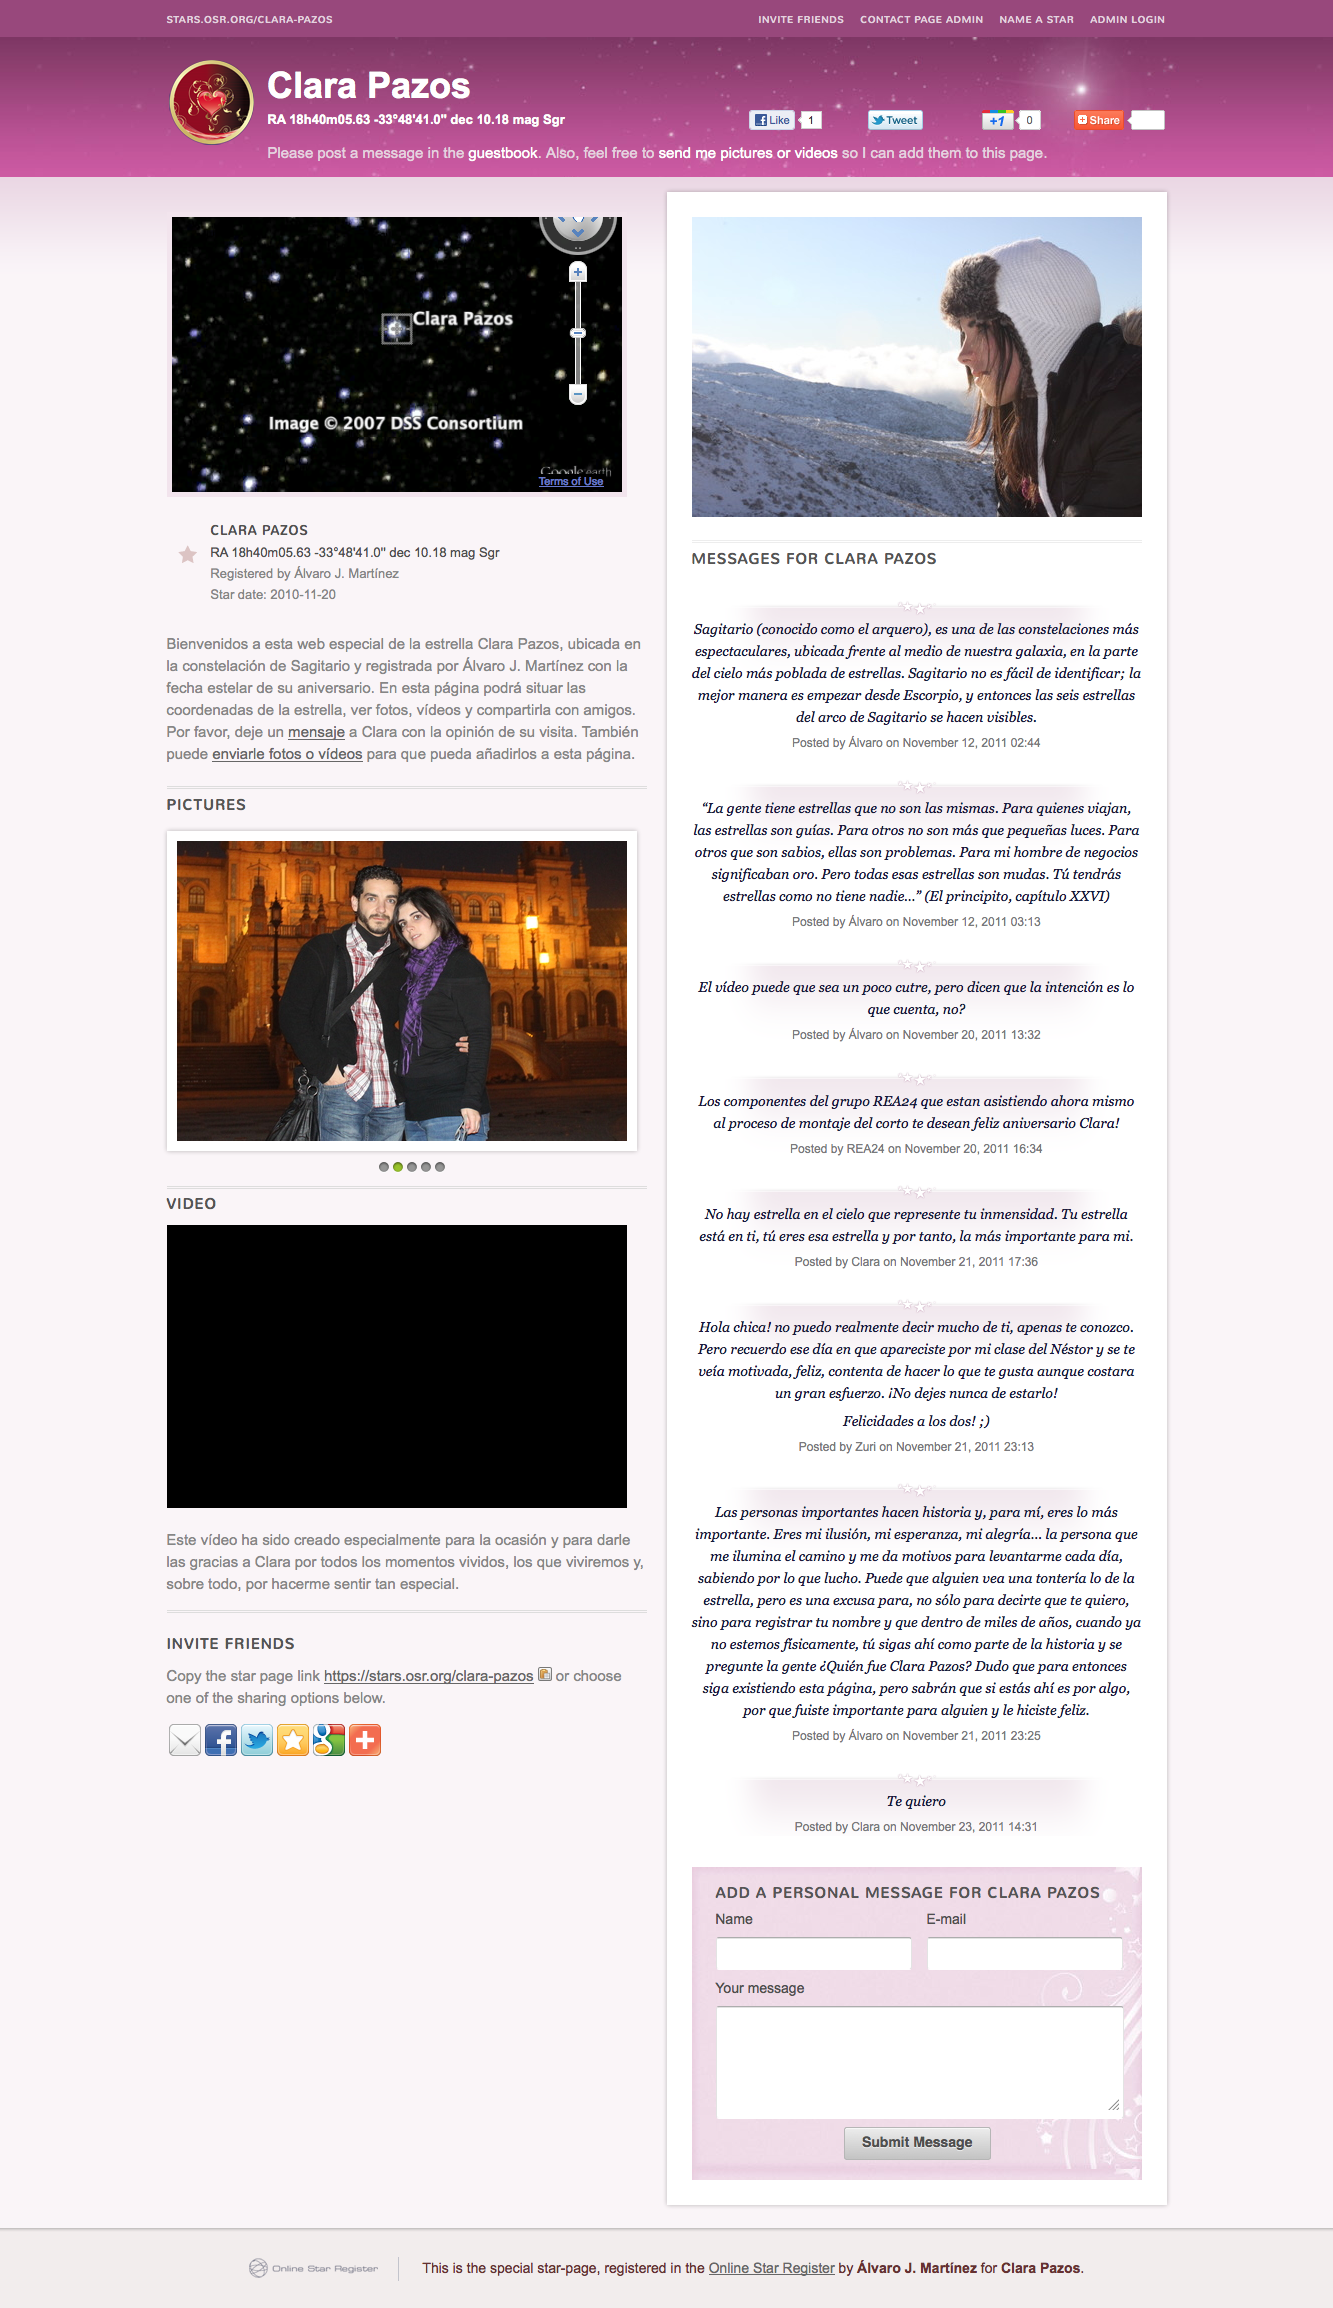 STARS.OSR.ORG/CLARA-PAZOS
INVITE FRIENDS CONTACT PAGE ADMIN NAME A STAR ADMIN LOGIN
Clara Pazos
RA 18h40m05.63 -33°48'41.0" dec 10.18 mag Sgr
Like 1 Tweet +1 0 Share
Please post a message in the guestbook. Also, feel free to send me pictures or videos so I can add them to this page.
Clara Pazos
Image © 2007 DSS Consortium
Google earth
Terms of Use
CLARA PAZOS
RA 18h40m05.63 -33°48'41.0" dec 10.18 mag Sgr
Registered by Álvaro J. Martínez
Star date: 2010-11-20
Bienvenidos a esta web especial de la estrella Clara Pazos, ubicada en
la constelación de Sagitario y registrada por Álvaro J. Martínez con la
fecha estelar de su aniversario. En esta página podrá situar las
coordenadas de la estrella, ver fotos, vídeos y compartirla con amigos.
Por favor, deje un mensaje a Clara con la opinión de su visita. También
puede enviarle fotos o vídeos para que pueda añadirlos a esta página.
PICTURES
VIDEO
Este vídeo ha sido creado especialmente para la ocasión y para darle
las gracias a Clara por todos los momentos vividos, los que viviremos y,
sobre todo, por hacerme sentir tan especial.
INVITE FRIENDS
Copy the star page link https://stars.osr.org/clara-pazos or choose
one of the sharing options below.
MESSAGES FOR CLARA PAZOS
Sagitario (conocido como el arquero), es una de las constelaciones más
espectaculares, ubicada frente al medio de nuestra galaxia, en la parte
del cielo más poblada de estrellas. Sagitario no es fácil de identificar; la
mejor manera es empezar desde Escorpio, y entonces las seis estrellas
del arco de Sagitario se hacen visibles.
Posted by Álvaro on November 12, 2011 02:44
“La gente tiene estrellas que no son las mismas. Para quienes viajan,
las estrellas son guías. Para otros no son más que pequeñas luces. Para
otros que son sabios, ellas son problemas. Para mi hombre de negocios
significaban oro. Pero todas esas estrellas son mudas. Tú tendrás
estrellas como no tiene nadie...” (El principito, capítulo XXVI)
Posted by Álvaro on November 12, 2011 03:13
El vídeo puede que sea un poco cutre, pero dicen que la intención es lo
que cuenta, no?
Posted by Álvaro on November 20, 2011 13:32
Los componentes del grupo REA24 que estan asistiendo ahora mismo
al proceso de montaje del corto te desean feliz aniversario Clara!
Posted by REA24 on November 20, 2011 16:34
No hay estrella en el cielo que represente tu inmensidad. Tu estrella
está en ti, tú eres esa estrella y por tanto, la más importante para mi.
Posted by Clara on November 21, 2011 17:36
Hola chica! no puedo realmente decir mucho de ti, apenas te conozco.
Pero recuerdo ese día en que apareciste por mi clase del Néstor y se te
veía motivada, feliz, contenta de hacer lo que te gusta aunque costara
un gran esfuerzo. ¡No dejes nunca de estarlo!
Felicidades a los dos! ;)
Posted by Zuri on November 21, 2011 23:13
Las personas importantes hacen historia y, para mí, eres lo más
importante. Eres mi ilusión, mi esperanza, mi alegría... la persona que
me ilumina el camino y me da motivos para levantarme cada día,
sabiendo por lo que lucho. Puede que alguien vea una tontería lo de la
estrella, pero es una excusa para, no sólo para decirte que te quiero,
sino para registrar tu nombre y que dentro de miles de años, cuando ya
no estemos físicamente, tú sigas ahí como parte de la historia y se
pregunte la gente ¿Quién fue Clara Pazos? Dudo que para entonces
siga existiendo esta página, pero sabrán que si estás ahí es por algo,
por que fuiste importante para alguien y le hiciste feliz.
Posted by Álvaro on November 21, 2011 23:25
Te quiero
Posted by Clara on November 23, 2011 14:31
ADD A PERSONAL MESSAGE FOR CLARA PAZOS
Name E-mail
Your message
Submit Message
Online Star Register
This is the special star-page, registered in the Online Star Register by Álvaro J. Martínez for Clara Pazos.